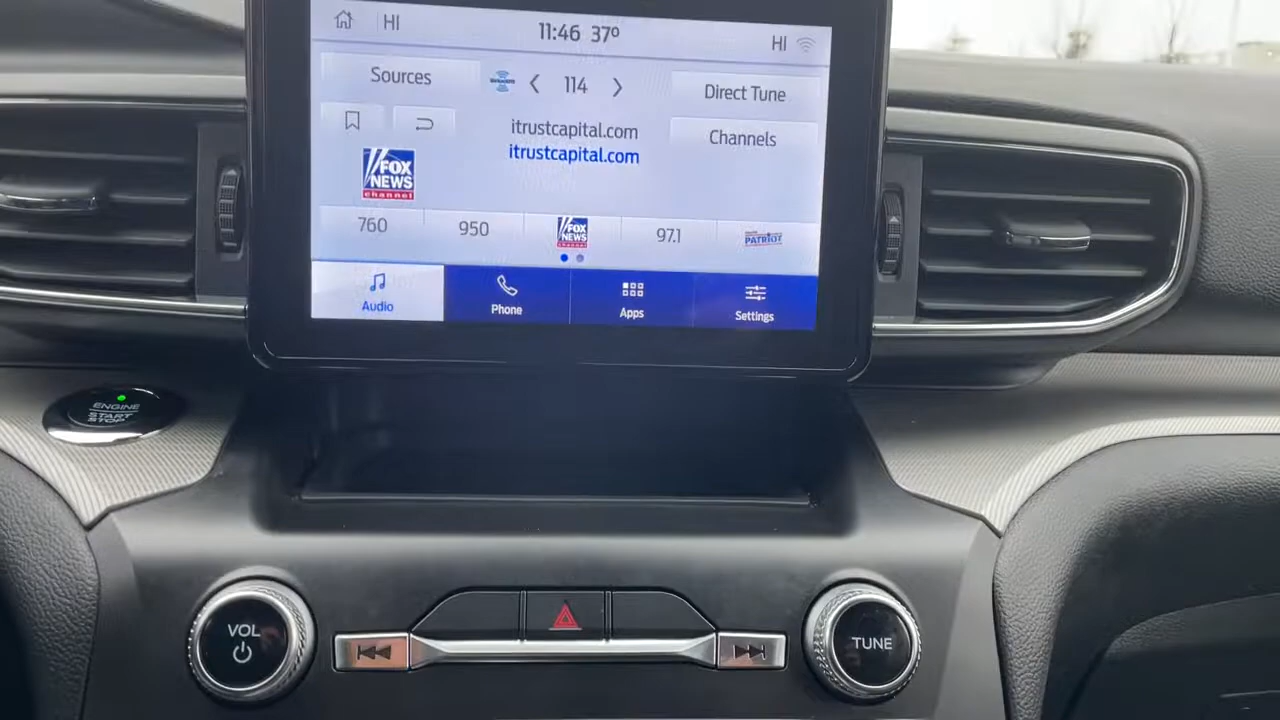 HI
11:46 37º
HI
Sources
114
Direct Tune
itrustcapital.com
Channels
itrustcapital.com
FOX
NEWS
channel
760
950
FOX
NEWS
channel
97.1
PATRIOT
Audio
Phone
Apps
Settings
ENGINE
START
STOP
VOL
TUNE